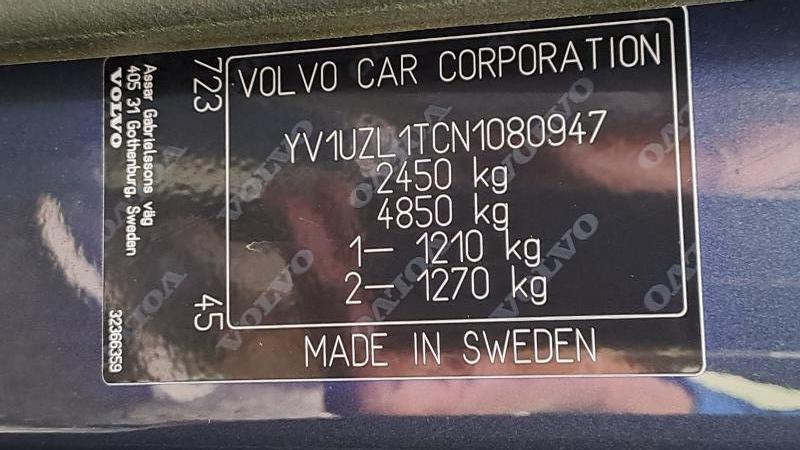 VOLVO CAR CORPORATION
YV1UZL1TCN1080947
2450 kg
4850 kg
1– 1210 kg
2– 1270 kg
MADE IN SWEDEN
723
45
Assar Gabrielssons väg
405 31 Gothenburg, Sweden
VOLVO
32366359